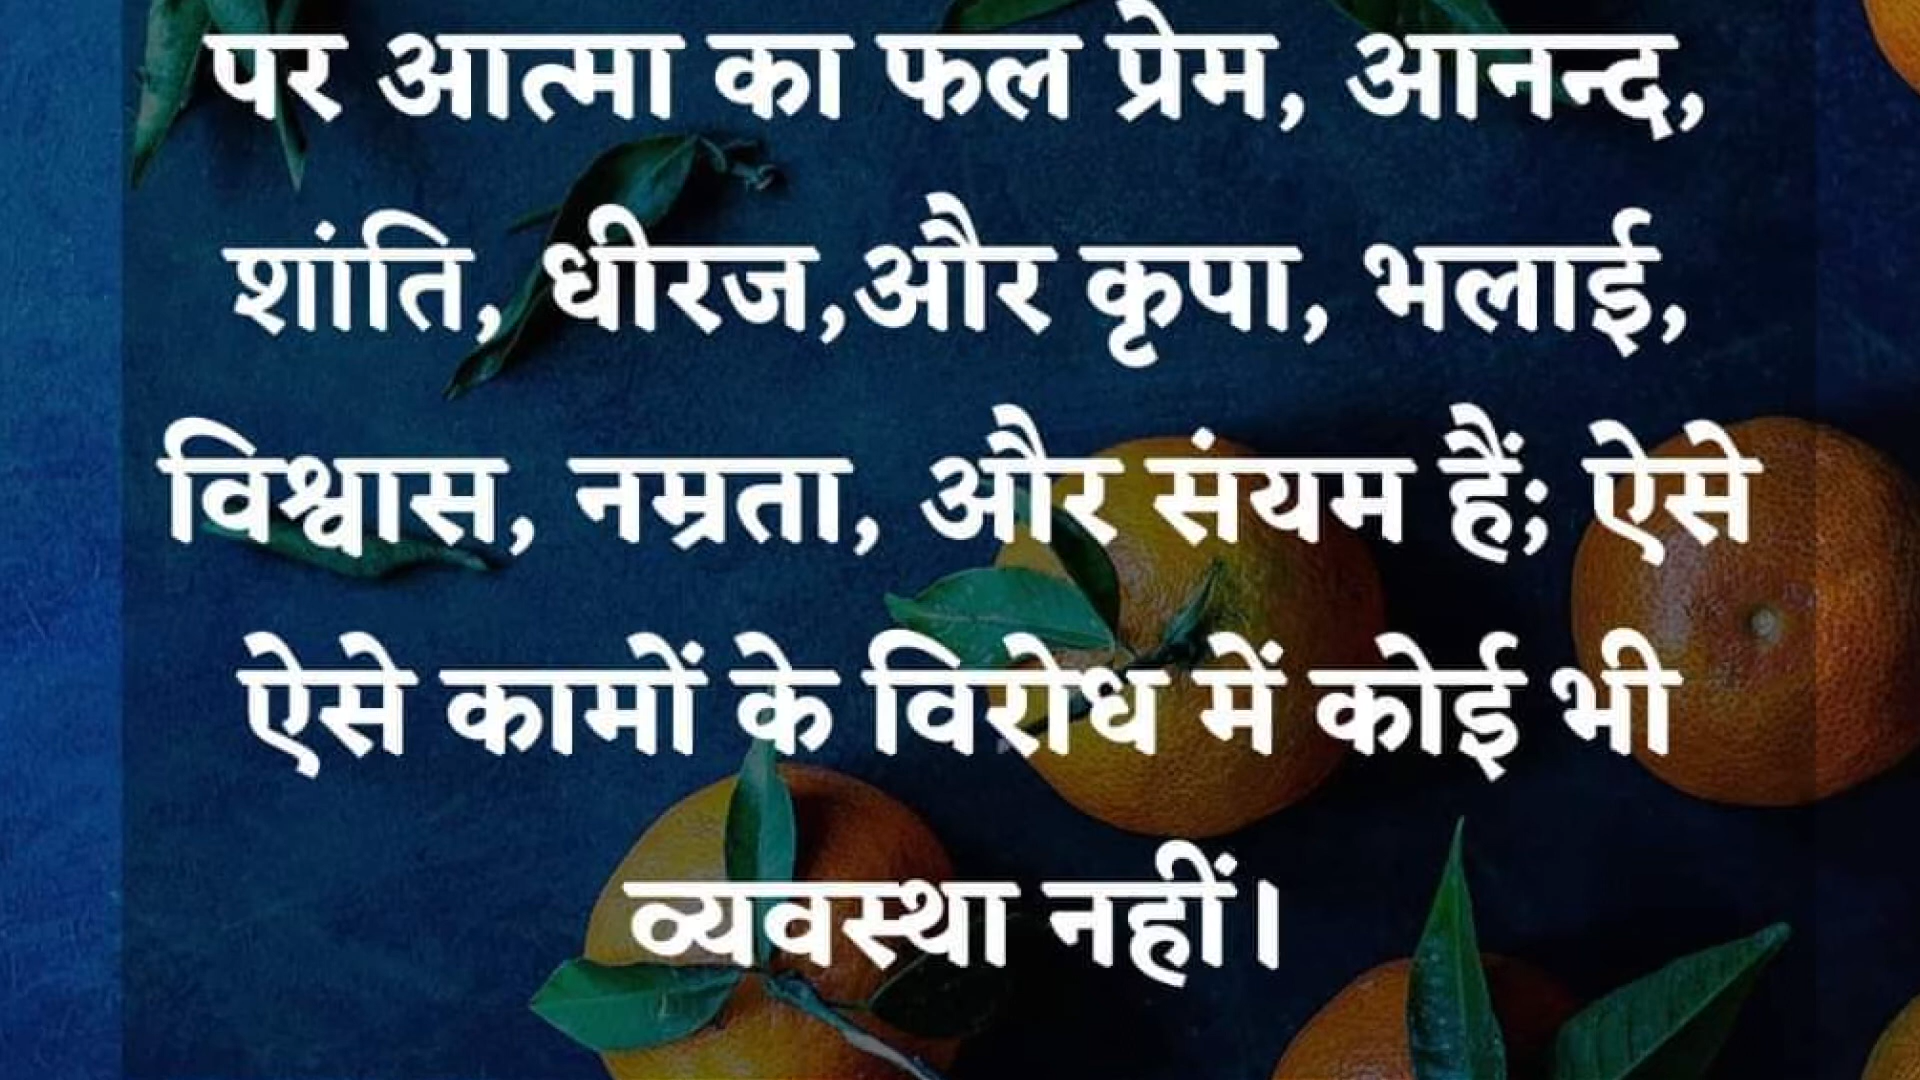 पर आत्मा का फल प्रेम, आनन्द,
शांति, धीरज,और कृपा, भलाई,
विश्वास, नम्रता, और संयम हैं; ऐसे
ऐसे कामों के विरोध में कोई भी
व्यवस्था नहीं।